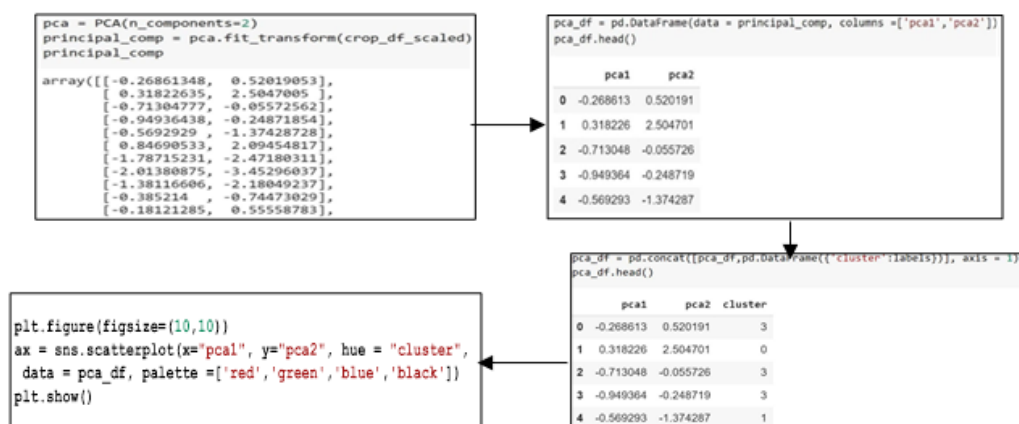 pca = PCA(n_components=2)
principal_comp = pca.fit_transform(crop_df_scaled)
principal_comp
array([[-0.26861348, 0.52019053],
[ 0.31822635, 2.5047005 ],
[-0.71304777, -0.05572562],
[-0.94936438, -0.24871854],
[-0.5692929 , -1.37428728],
[ 0.84690533, 2.09454817],
[-1.78715231, -2.47180311],
[-2.01380875, -3.45296037],
[-1.38116606, -2.18049237],
[-0.385214 , -0.74473029],
[-0.18121285, 0.55558783],
pca_df = pd.DataFrame(data = principal_comp, columns =['pca1','pca2'])
pca_df.head()
pca1 pca2
0 -0.268613 0.520191
1 0.318226 2.504701
2 -0.713048 -0.055726
3 -0.949364 -0.248719
4 -0.569293 -1.374287
pca_df = pd.concat([pca_df,pd.DataFrame({'cluster':labels})], axis = 1)
pca_df.head()
pca1 pca2 cluster
0 -0.268613 0.520191 3
1 0.318226 2.504701 0
2 -0.713048 -0.055726 3
3 -0.949364 -0.248719 3
4 -0.569293 -1.374287 1
plt.figure(figsize=(10,10))
ax = sns.scatterplot(x="pca1", y="pca2", hue = "cluster",
data = pca_df, palette =['red','green','blue','black'])
plt.show()